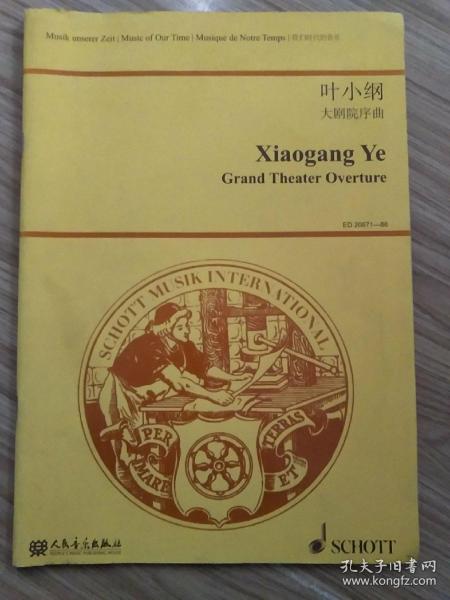 Musik unserer Zeit | Music of Our Time | Musique de Notre Temps | 我们时代的音乐
叶小纲
大剧院序曲
Xiaogang Ye
Grand Theater Overture
ED 20671—86
SCHOTT MUSIK INTERNATIONAL
PER MARE ET TERRIS
人民音乐出版社
PEOPLE'S MUSIC PUBLISHING HOUSE
SCHOTT
孔夫子旧书网
www.kongfz.com